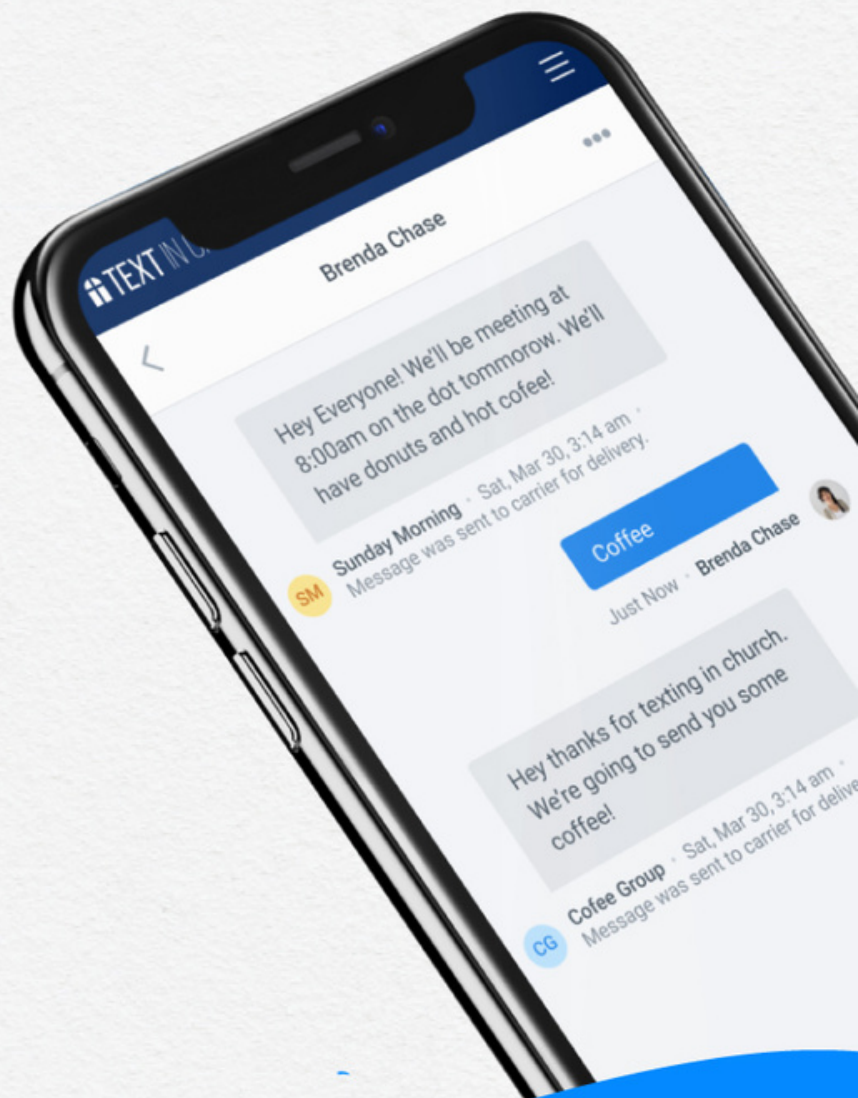 TEXT IN
Brenda Chase
Hey Everyone! We'll be meeting at
8:00am on the dot tommorow. We'll
have donuts and hot cofee!
SM
Sunday Morning · Sat, Mar 30, 3:14 am ·
Message was sent to carrier for delivery.
Coffee
Just Now · Brenda Chase
Hey thanks for texting in church.
We're going to send you some
coffee!
CG
Cofee Group · Sat, Mar 30, 3:14 am ·
Message was sent to carrier for